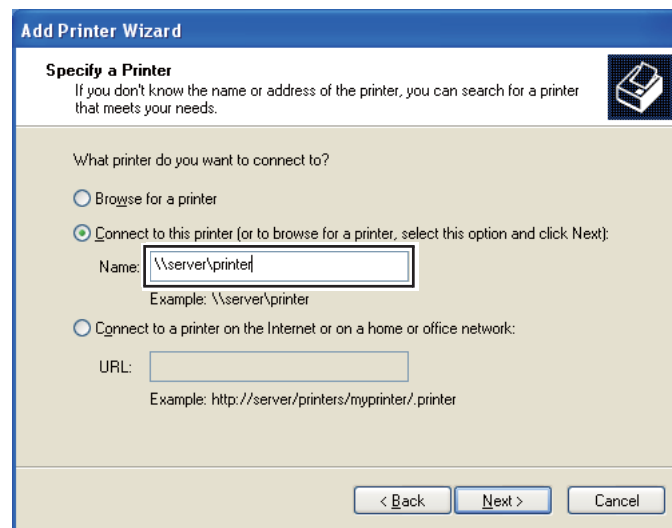 Add Printer Wizard
Specify a Printer
If you don't know the name or address of the printer, you can search for a printer
that meets your needs.
What printer do you want to connect to?
Browse for a printer
Connect to this printer (or to browse for a printer, select this option and click Next):
Name: \\server\printer
Example: \\server\printer
Connect to a printer on the Internet or on a home or office network:
URL:
Example: http://server/printers/myprinter/.printer
< Back Next > Cancel